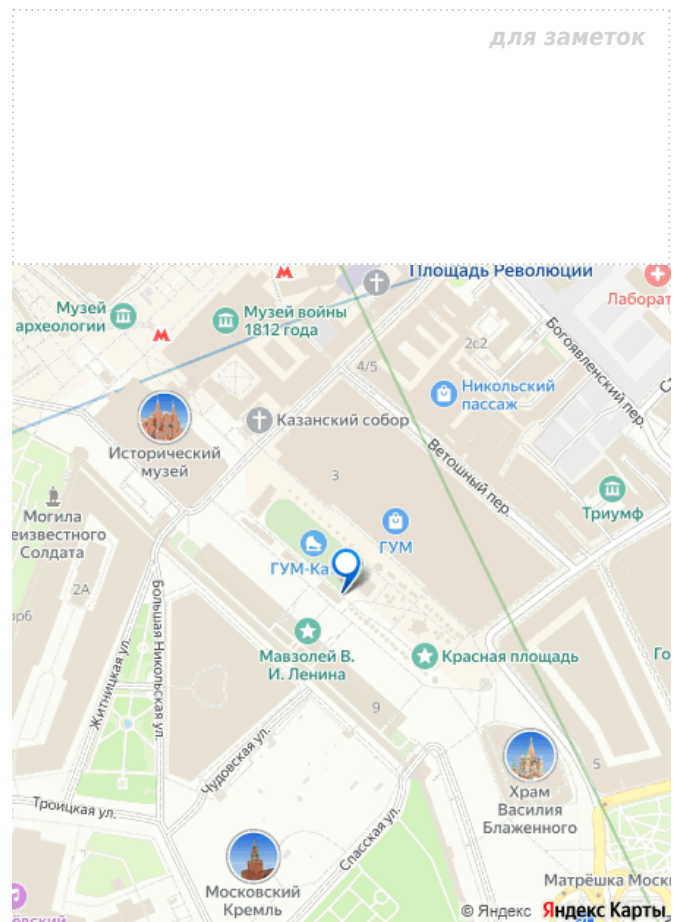 для заметок
Площадь Революции
Лаборат
Музей
археологии
Музей войны
1812 года
Богоявленский пер.
2с2
4/5
Никольский
пассаж
Казанский собор
Ветошный пер.
Исторический
музей
3
Триумф
Могила
еизвестного
Солдата
ГУМ
ГУМ-Ка
2А
Большая Никольская ул.
Житницкая ул.
Мавзолей В.
И. Ленина
Красная площадь
Го
9
Чудовская ул.
5
Храм
Василия
Блаженного
Троицкая ул.
Спасская ул.
Московский
Кремль
Матрёшка Моск
© Яндекс Яндекс Карты